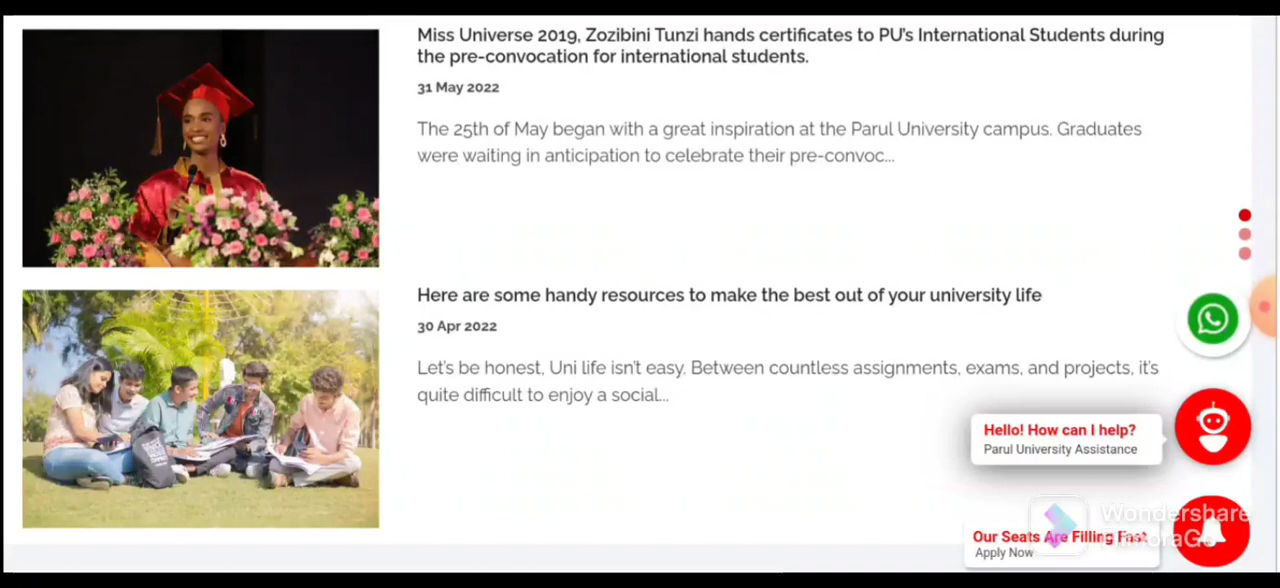 Miss Universe 2019, Zozibini Tunzi hands certificates to PU's International Students during
the pre-convocation for international students.
31 May 2022
The 25th of May began with a great inspiration at the Parul University campus. Graduates
were waiting in anticipation to celebrate their pre-convoc...
Here are some handy resources to make the best out of your university life
30 Apr 2022
Let's be honest, Uni life isn't easy. Between countless assignments, exams, and projects, it's
quite difficult to enjoy a social...
Hello! How can I help?
Parul University Assistance
Our Seats Are Filling Fast
Apply Now
Wondershare
FilmoraGo